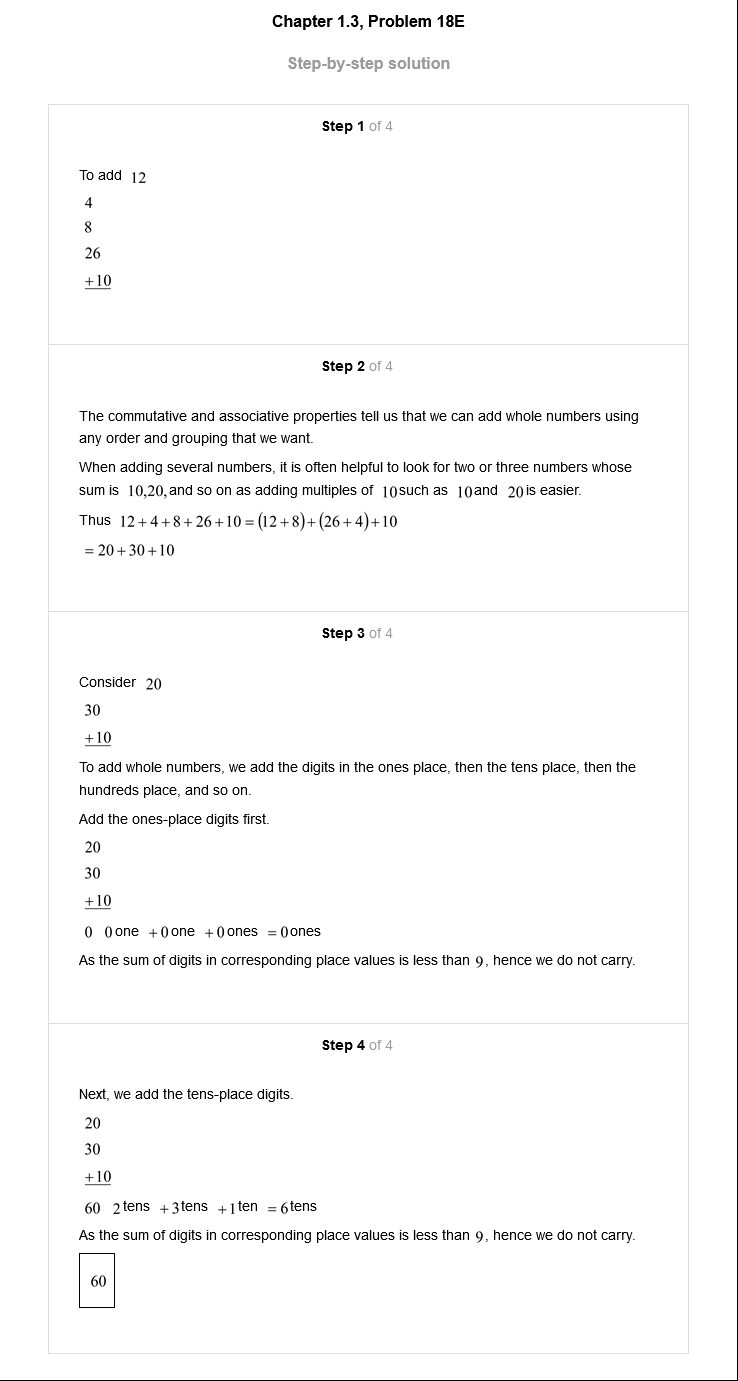 Chapter 1.3, Problem 18E
Step-by-step solution
Step 1 of 4
To add 12
4
8
26
+10
Step 2 of 4
The commutative and associative properties tell us that we can add whole numbers using
any order and grouping that we want.
When adding several numbers, it is often helpful to look for two or three numbers whose
sum is 10,20, and so on as adding multiples of 10 such as 10 and 20 is easier.
Thus 12+4+8+26+10=(12+8)+(26+4)+10
=20+30+10
Step 3 of 4
Consider 20
30
+10
To add whole numbers, we add the digits in the ones place, then the tens place, then the
hundreds place, and so on.
Add the ones-place digits first.
20
30
+10
0 0 one +0 one +0 ones =0 ones
As the sum of digits in corresponding place values is less than 9, hence we do not carry.
Step 4 of 4
Next, we add the tens-place digits.
20
30
+10
60 2 tens +3 tens +1 ten =6 tens
As the sum of digits in corresponding place values is less than 9, hence we do not carry.
60